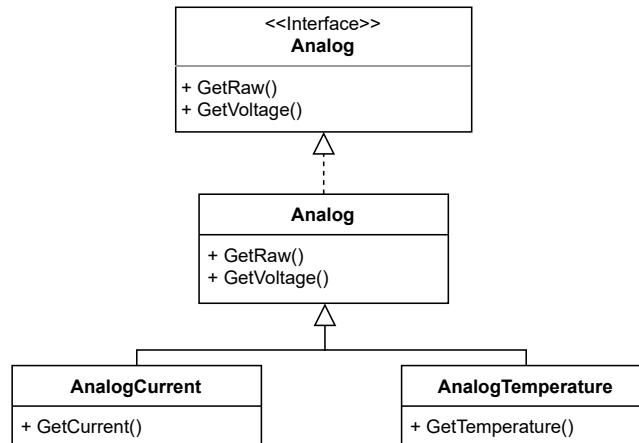 <<Interface>>
Analog
+ GetRaw()
+ GetVoltage()
Analog
+ GetRaw()
+ GetVoltage()
AnalogCurrent
+ GetCurrent()
AnalogTemperature
+ GetTemperature()